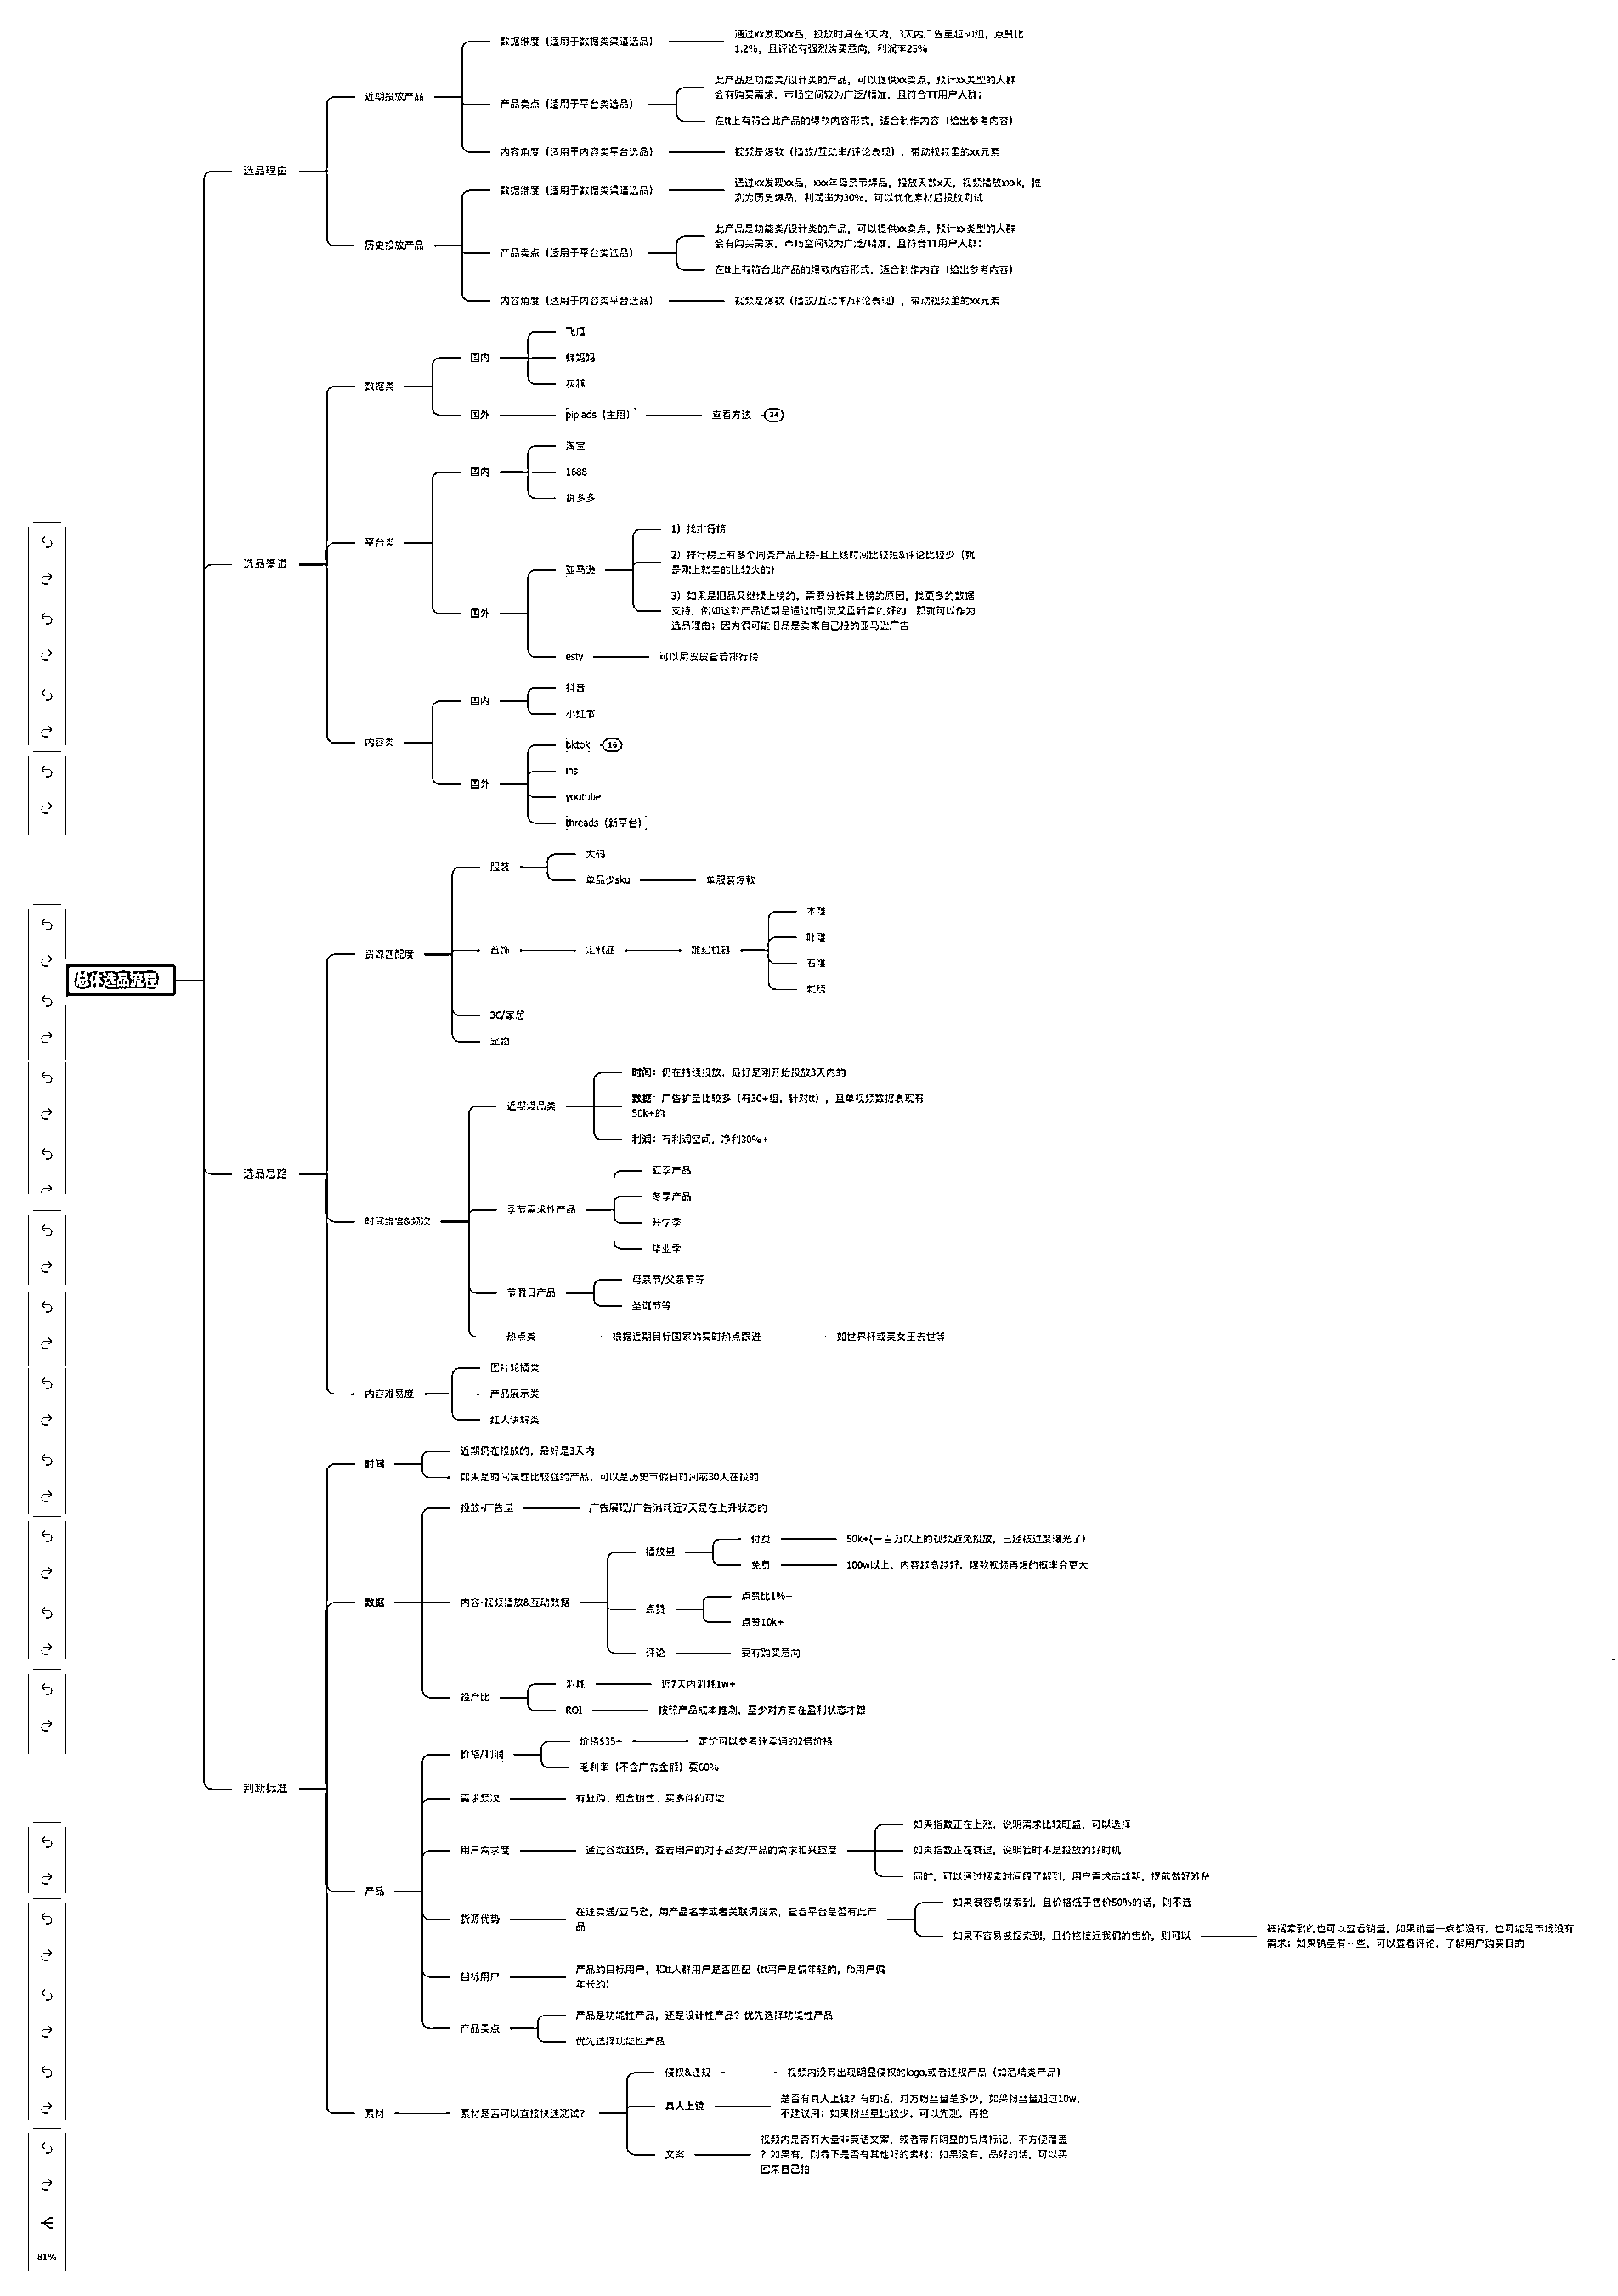 总体选品流程
选品理由
近期投放产品
数据维度（适用于数据类渠道选品）
通过xx发现xx品，投放时间在3天内，3天内广告量超50组，点赞比
1.2%，且评论有强烈购买意向，利润率25%
产品卖点（适用于平台类选品）
此产品是功能类/设计类的产品，可以提供xx卖点，预计xx类型的人群
会有购买需求，市场空间较为广泛/精准，且符合TT用户人群；
在tt上有符合此产品的爆款内容形式，适合制作内容（给出参考内容）
内容角度（适用于内容类平台选品）
视频是爆款（播放/互动率/评论表现），带动视频里的xx元素
历史投放产品
数据维度（适用于数据类渠道选品）
通过xx发现xx品，xxx年母亲节爆品，投放天数x天，视频播放xxxk，推
测为历史爆品，利润率为30%，可以优化素材后投放测试
产品卖点（适用于平台类选品）
此产品是功能类/设计类的产品，可以提供xx卖点，预计xx类型的人群
会有购买需求，市场空间较为广泛/精准，且符合TT用户人群；
在tt上有符合此产品的爆款内容形式，适合制作内容（给出参考内容）
内容角度（适用于内容类平台选品）
视频是爆款（播放/互动率/评论表现），带动视频里的xx元素
选品渠道
数据类
国内
飞瓜
蝉妈妈
灰豚
国外
pipiads（主用）
查看方法
24
平台类
国内
淘宝
1688
拼多多
国外
亚马逊
1）找排行榜
2）排行榜上有多个同类产品上榜-且上线时间比较短&评论比较少（就
是刚上就卖的比较火的）
3）如果是旧品又继续上榜的，需要分析其上榜的原因，找更多的数据
支持，例如这款产品近期是通过tt引流又重新卖的好的，那就可以作为
选品理由；因为很可能旧品是卖家自己投的亚马逊广告
esty
可以用皮皮查看排行榜
内容类
国内
抖音
小红书
国外
tiktok
16
ins
youtube
threads（新平台）
选品思路
资源匹配度
服装
大码
单品少sku
单服装爆款
首饰
定制品
雕刻机器
木雕
叶雕
石雕
刺绣
3C/家居
宠物
时间维度&频次
近期爆品类
时间：仍在持续投放，最好是刚开始投放3天内的
数据：广告扩量比较多（有30+组，针对tt），且单视频数据表现有
50k+的
利润：有利润空间，净利30%+
季节需求性产品
夏季产品
冬季产品
开学季
毕业季
节假日产品
母亲节/父亲节等
圣诞节等
热点类
根据近期目标国家的实时热点跟进
如世界杯或英女王去世等
内容难易度
图片轮播类
产品展示类
红人讲解类
判断标准
时间
近期仍在投放的，最好是3天内
如果是时间属性比较强的产品，可以是历史节假日时间前30天在投的
数据
投放-广告量
广告展现/广告消耗近7天是在上升状态的
内容-视频播放&互动数据
播放量
付费
50k+(一百万以上的视频避免投放，已经被过度曝光了）
免费
100w以上，内容越高越好，爆款视频再爆的概率会更大
点赞
点赞比1%+
点赞10k+
评论
要有购买意向
投产比
消耗
近7天内消耗1w+
ROI
按照产品成本推测，至少对方要在盈利状态才跟
产品
价格/利润
价格$35+
定价可以参考速卖通的2倍价格
毛利率（不含广告金额）要60%
需求频次
有复购、组合销售、买多件的可能
用户需求度
通过谷歌趋势，查看用户的对于品类/产品的需求和兴趣度
如果指数正在上涨，说明需求比较旺盛，可以选择
如果指数正在衰退，说明暂时不是投放的好时机
同时，可以通过搜索时间段了解到，用户需求高峰期，提前做好筹备
货源优势
在速卖通/亚马逊，用产品名字或者关联词搜索，查看平台是否有此产
品
如果很容易搜索到，且价格低于售价50%的话，则不选
如果不容易被搜索到，且价格接近我们的售价，则可以
被搜索到的也可以查看销量，如果销量一点都没有，也可能是市场没有
需求；如果销量有一些，可以查看评论，了解用户购买目的
目标用户
产品的目标用户，和tt人群用户是否匹配（tt用户是偏年轻的，fb用户偏
年长的）
产品卖点
产品是功能性产品，还是设计性产品？优先选择功能性产品
优先选择功能性产品
素材
素材是否可以直接快速测试？
侵权&违规
视频内没有出现明显侵权的logo,或者违规产品（如酒精类产品）
真人上镜
是否有真人上镜？有的话，对方粉丝量是多少，如果粉丝量超过10w，
不建议用；如果粉丝量比较少，可以先测，再拍
文案
视频内是否有大量非英语文案，或者带有明显的品牌标记，不方便覆盖
？如果有，则看下是否有其他好的素材；如果没有，品好的话，可以买
回来自己拍
81%